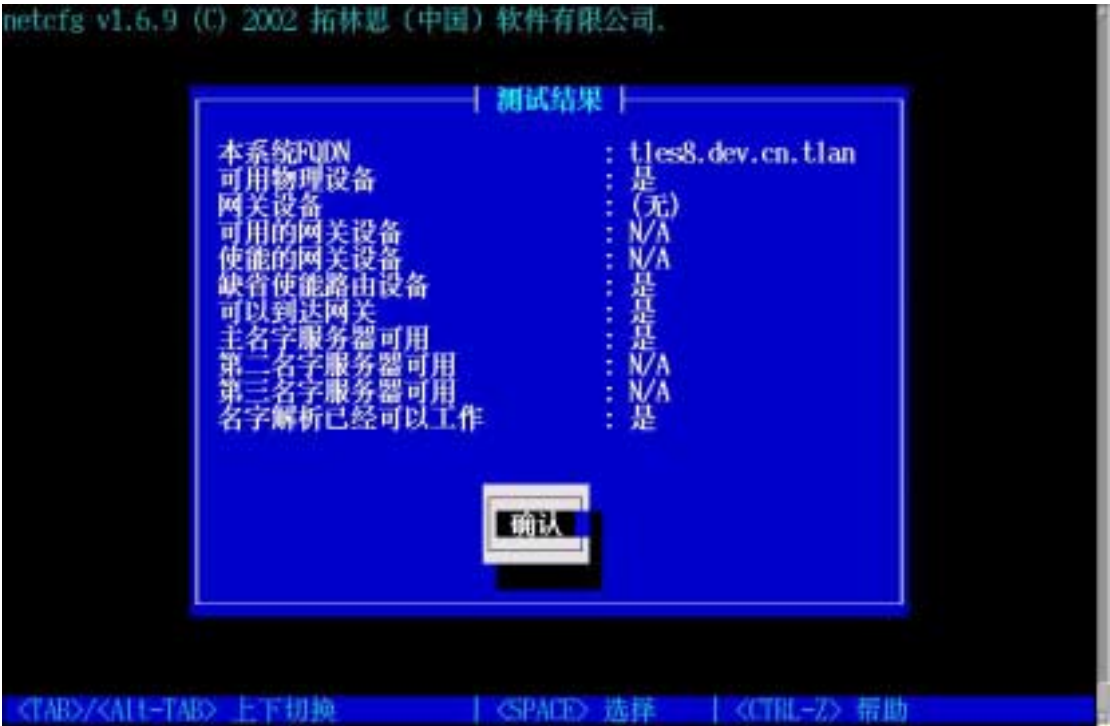 netcfg v1.6.9 (C) 2002 拓林思（中国）软件有限公司.
测试结果
本系统FQDN : tles8.dev.cn.tlan
可用物理设备 : 是
网关设备 : (无)
可用的网关设备 : N/A
使能的网关设备 : N/A
缺省使能路由设备 : 是
可以到达网关 : 是
主名字服务器可用 : 是
第二名字服务器可用 : N/A
第三名字服务器可用 : N/A
名字解析已经可以工作 : 是
确认
<TAB>/<Alt-TAB> 上下切换 | <SPACE> 选择 | <CTRL-Z> 帮助